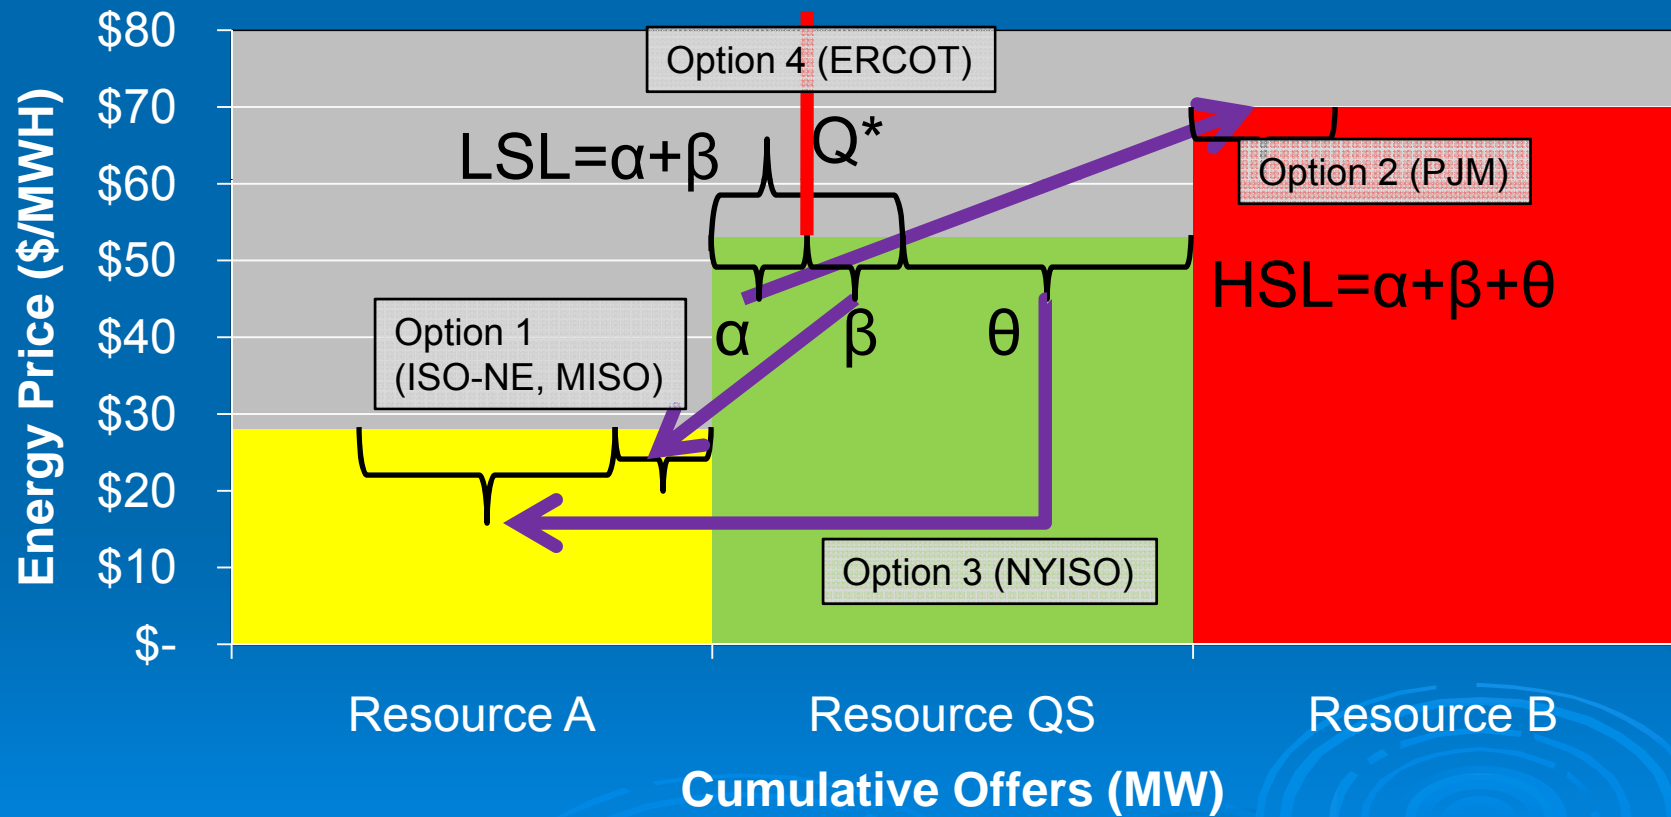 Energy Price ($/MWH)
$80
$70
$60
$50
$40
$30
$20
$10
$-
Option 4 (ERCOT)
LSL=α+β
Q*
Option 2 (PJM)
HSL=α+β+θ
Option 1
(ISO-NE, MISO)
α
β
θ
Option 3 (NYISO)
Resource A
Resource QS
Resource B
Cumulative Offers (MW)